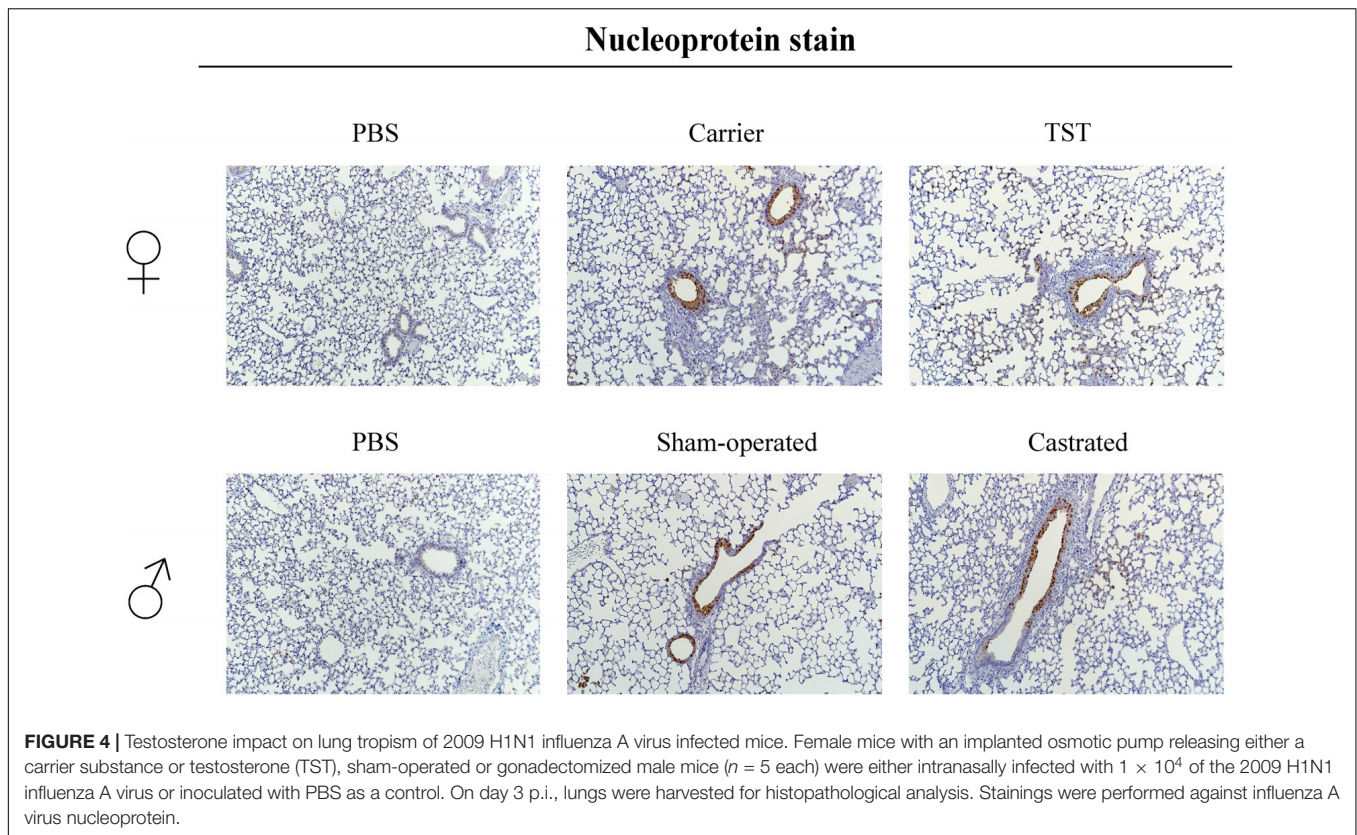 Nucleoprotein stain
PBS Carrier TST
PBS Sham-operated Castrated
FIGURE 4 | Testosterone impact on lung tropism of 2009 H1N1 influenza A virus infected mice. Female mice with an implanted osmotic pump releasing either a
carrier substance or testosterone (TST), sham-operated or gonadectomized male mice (n = 5 each) were either intranasally infected with 1 × 10⁴ of the 2009 H1N1
influenza A virus or inoculated with PBS as a control. On day 3 p.i., lungs were harvested for histopathological analysis. Stainings were performed against influenza A
virus nucleoprotein.